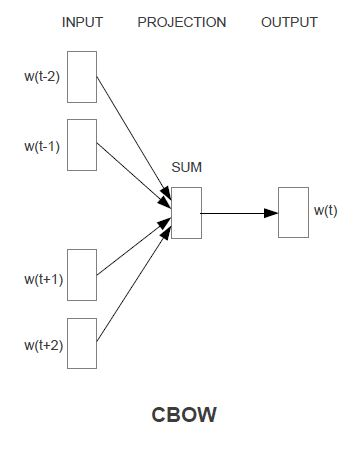 INPUT PROJECTION OUTPUT
w(t-2)
w(t-1)
SUM
w(t)
w(t+1)
w(t+2)
CBOW